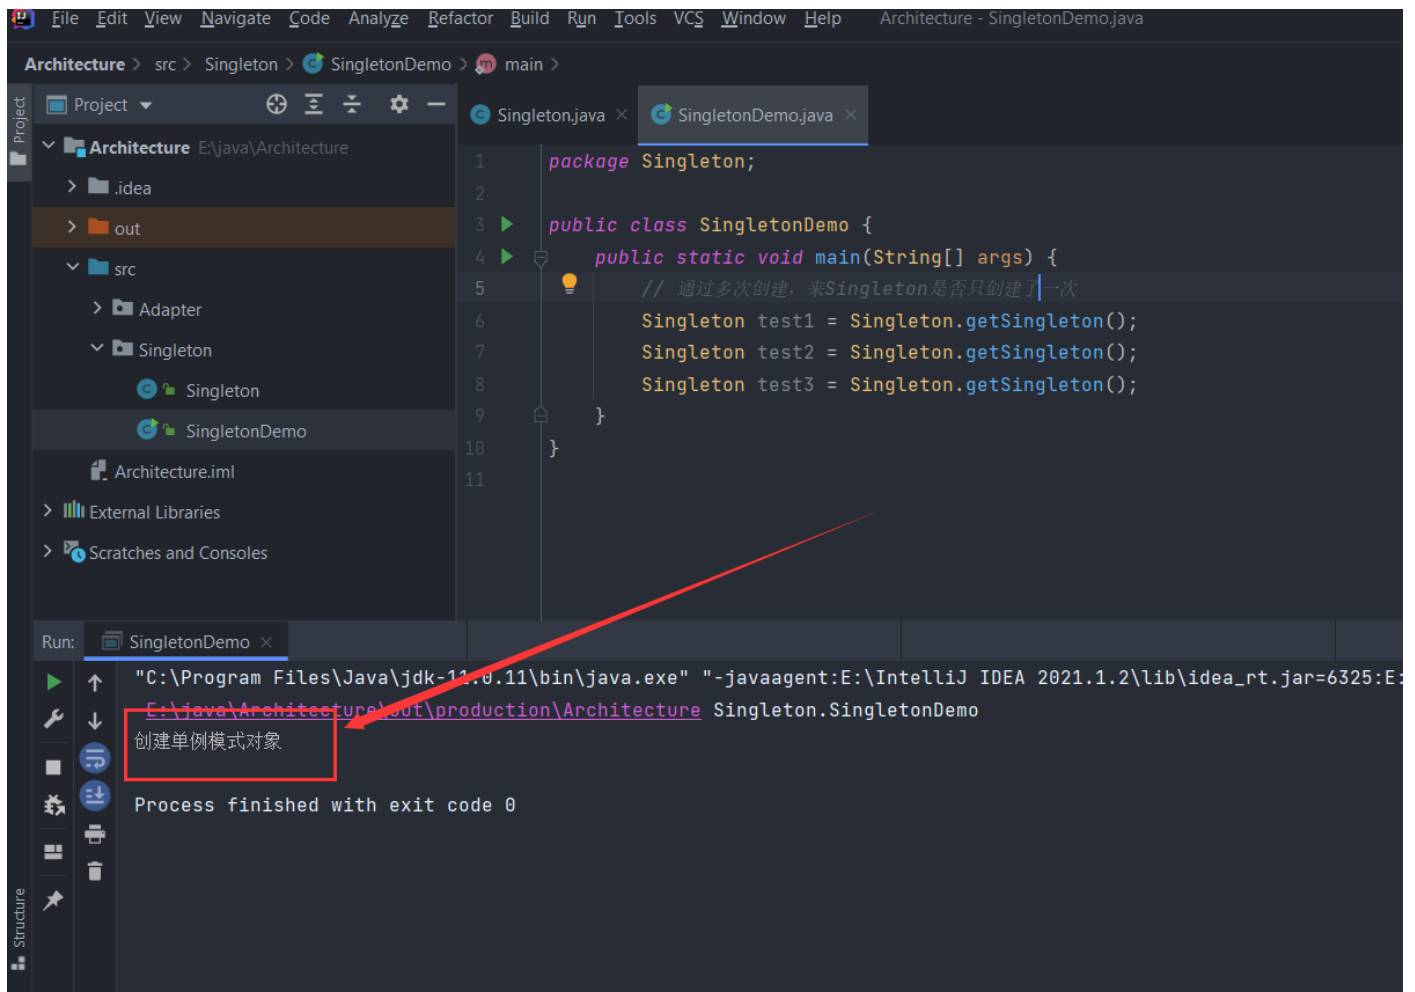 File Edit View Navigate Code Analyze Refactor Build Run Tools VCS Window Help Architecture - SingletonDemo.java
Architecture src Singleton SingletonDemo main
Project
Project
Singleton.java SingletonDemo.java
Architecture E:\java\Architecture
.idea
out
src
Adapter
Singleton
Singleton
SingletonDemo
Architecture.iml
External Libraries
Scratches and Consoles
1 package Singleton;
2
3 public class SingletonDemo {
4 public static void main(String[] args) {
5 // 通过多次创建，来Singleton是否只创建了一次
6 Singleton test1 = Singleton.getSingleton();
7 Singleton test2 = Singleton.getSingleton();
8 Singleton test3 = Singleton.getSingleton();
9 }
10 }
11
Run: SingletonDemo
"C:\Program Files\Java\jdk-11.0.11\bin\java.exe" "-javaagent:E:\IntelliJ IDEA 2021.1.2\lib\idea_rt.jar=6325:E:
E:\java\Architecture\out\production\Architecture Singleton.SingletonDemo
创建单例模式对象
Process finished with exit code 0
Structure